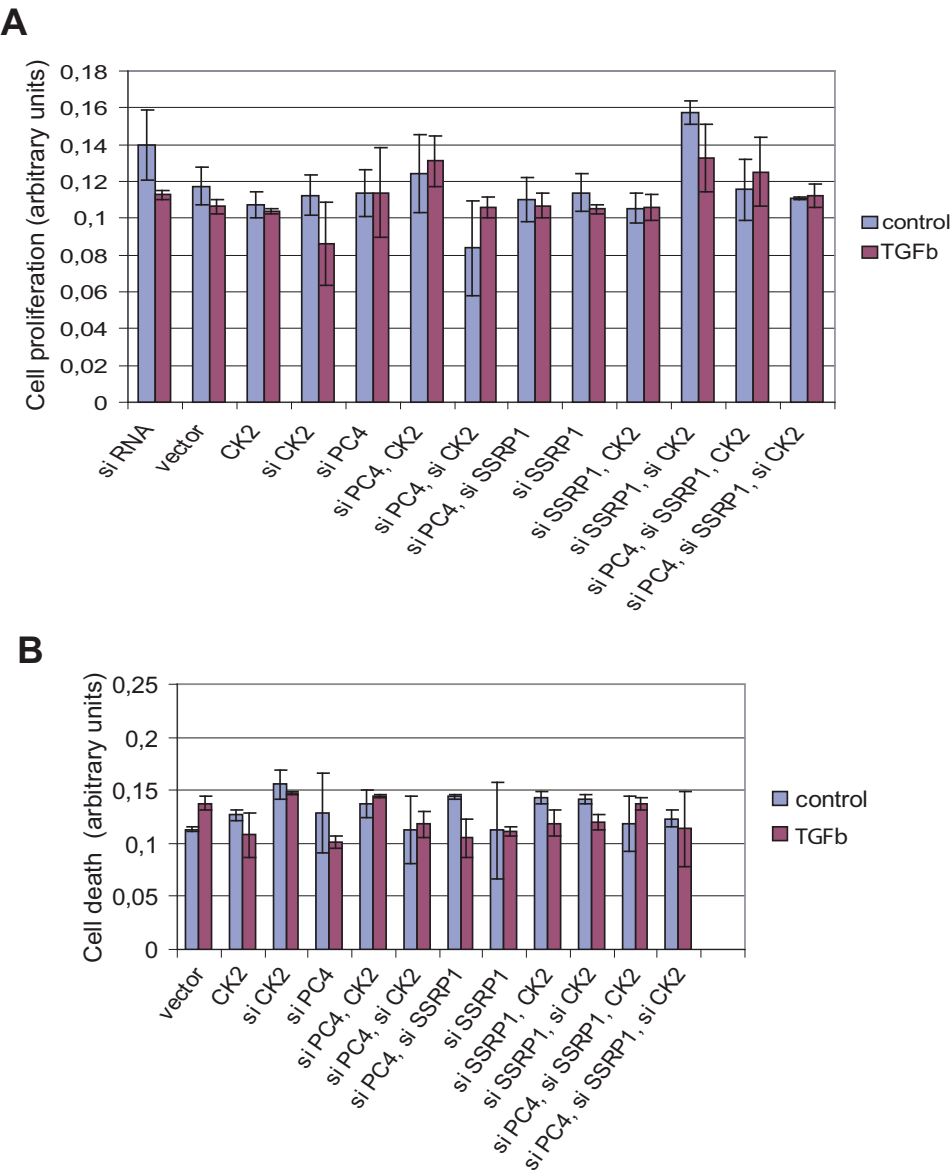 A
Cell proliferation (arbitrary units)
0,18
0,16
0,14
0,12
0,1
0,08
0,06
0,04
0,02
0
si RNA
vector
CK2
si CK2
si PC4
si PC4, CK2
si PC4, si CK2
si PC4, si SSRP1
si SSRP1
si SSRP1, CK2
si SSRP1, si CK2
si PC4, si SSRP1, CK2
si PC4, si SSRP1, si CK2
control
TGFb
B
Cell death (arbitrary units)
0,25
0,2
0,15
0,1
0,05
0
vector
CK2
si CK2
si PC4
si PC4, CK2
si PC4, si CK2
si PC4, si SSRP1
si SSRP1
si SSRP1, CK2
si SSRP1, si CK2
si PC4, si SSRP1, CK2
si PC4, si SSRP1, si CK2
control
TGFb